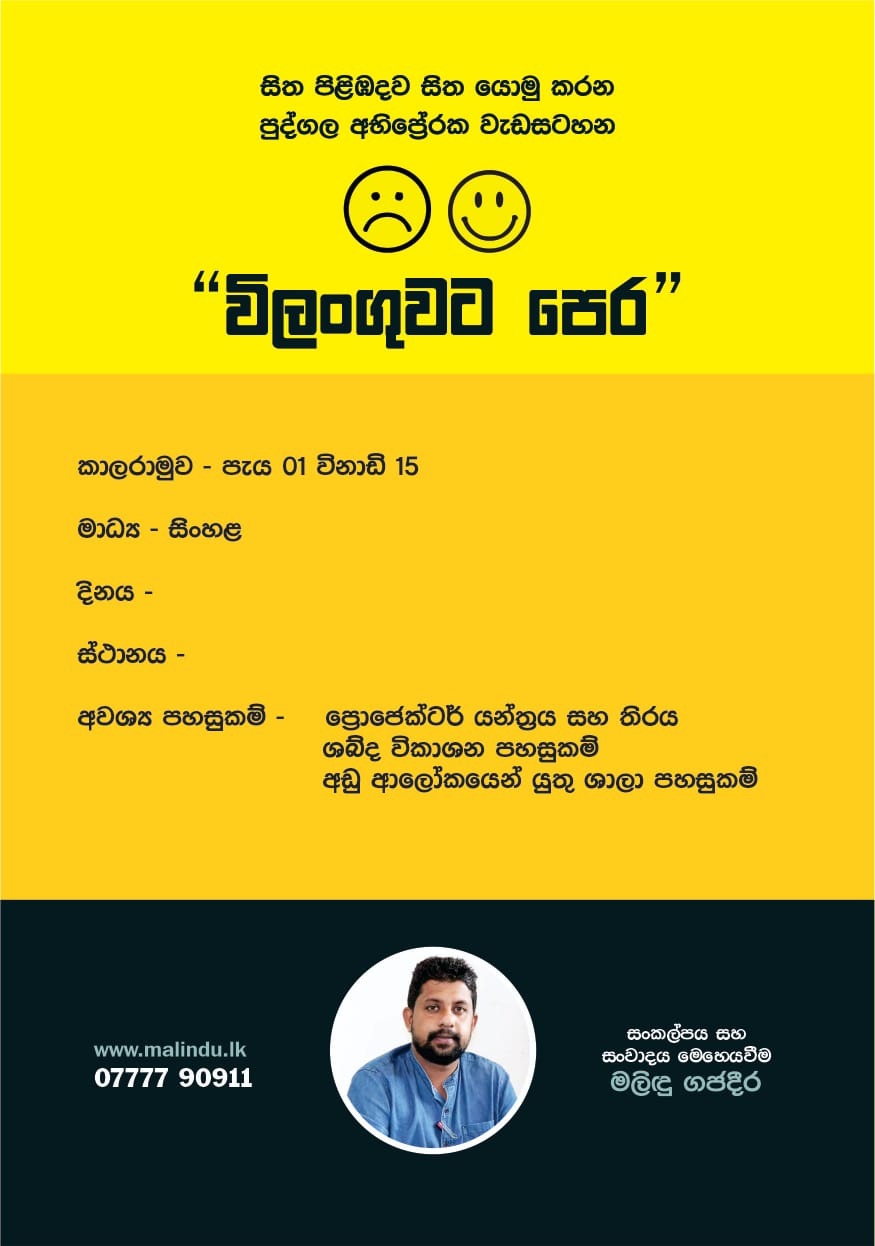 සිත පිළිඹඳව සිත යොමු කරන
පුද්ගල අභිප්‍රේරක වැඩසටහන
“විලංගුවට පෙර”
කාලරාමුව - පැය 01 විනාඩි 15
මාධ්‍ය - සිංහළ
දිනය -
ස්ථානය -
අවශ්‍ය පහසුකම් - ප්‍රොජෙක්ටර් යන්ත්‍රය සහ තිරය
ශබ්ද විකාශන පහසුකම්
අඩු ආලෝකයෙන් යුතු ශාලා පහසුකම්
www.malindu.lk
07777 90911
සංකල්පය සහ
සංවාදය මෙහෙයවීම
මලිඳු ගජදීර